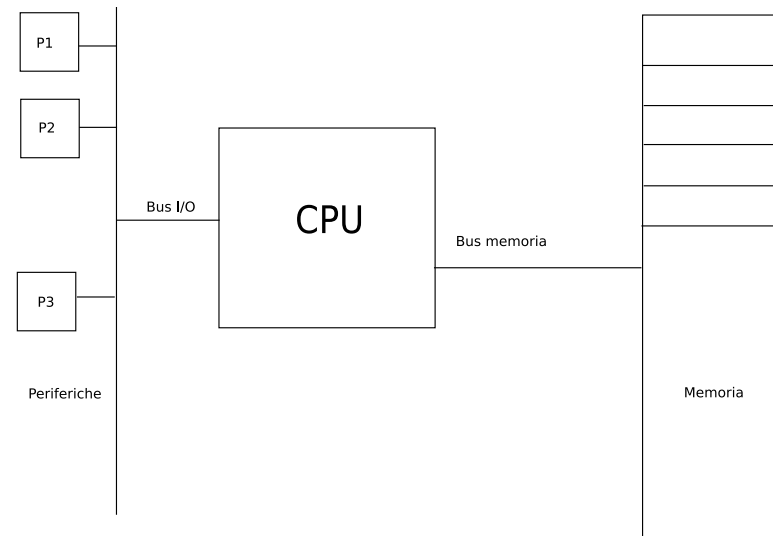 P1
P2
Bus I/O
CPU
Bus memoria
P3
Periferiche
Memoria